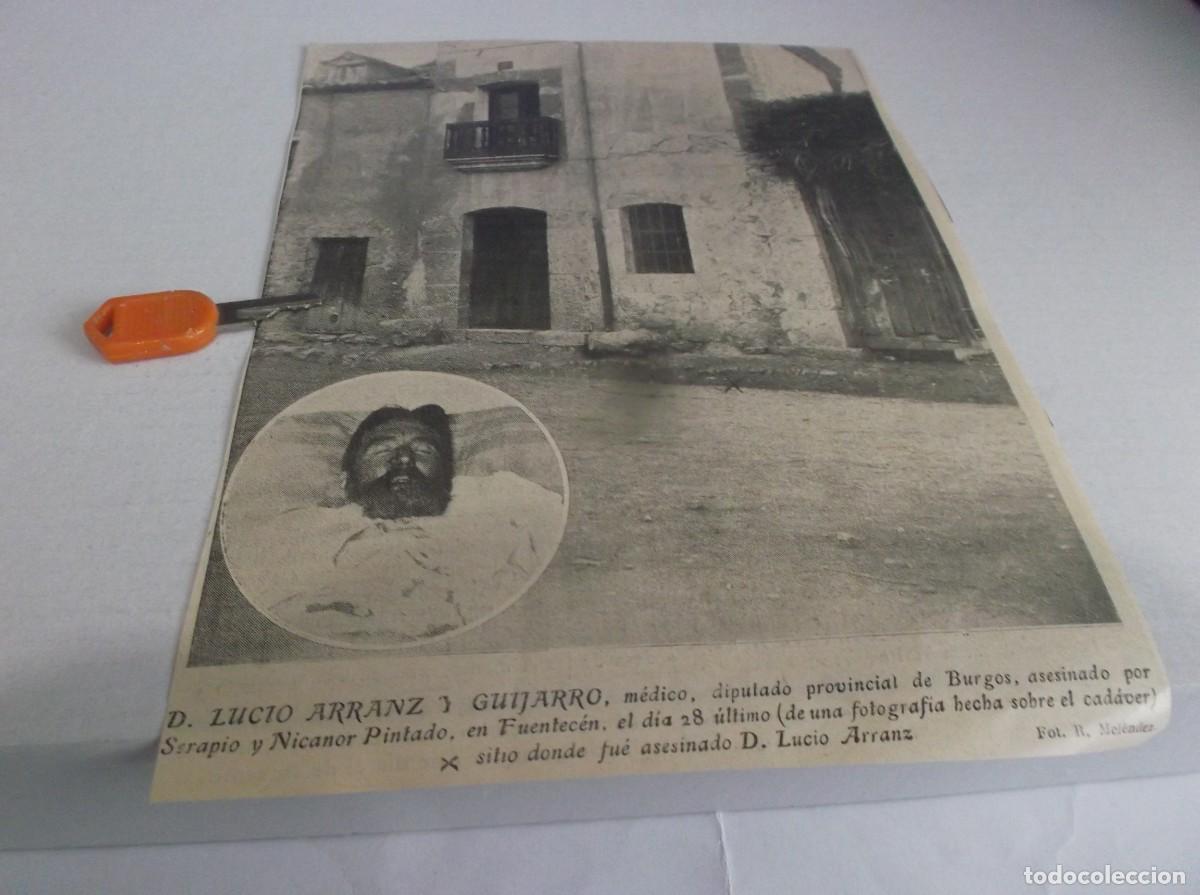 D. LUCIO ARRANZ Y GUIJARRO, médico, diputado provincial de Burgos, asesinado por
Serapio y Nicanor Pintado, en Fuentecén, el día 28 último (de una fotografía hecha sobre el cadáver)
× sitio donde fué asesinado D. Lucio Arranz
Fot. R. Meléndez
todocoleccion